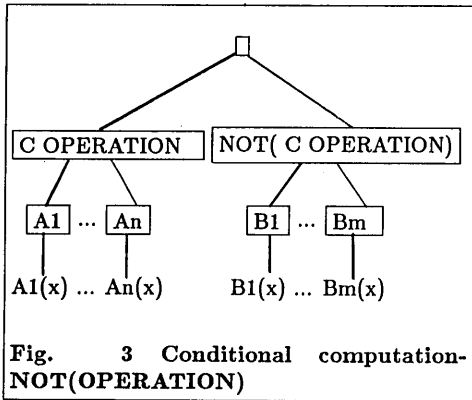 C OPERATION NOT( C OPERATION)
A1 ... An B1 ... Bm
A1(x) ... An(x) B1(x) ... Bm(x)
Fig. 3 Conditional computation-
NOT(OPERATION)